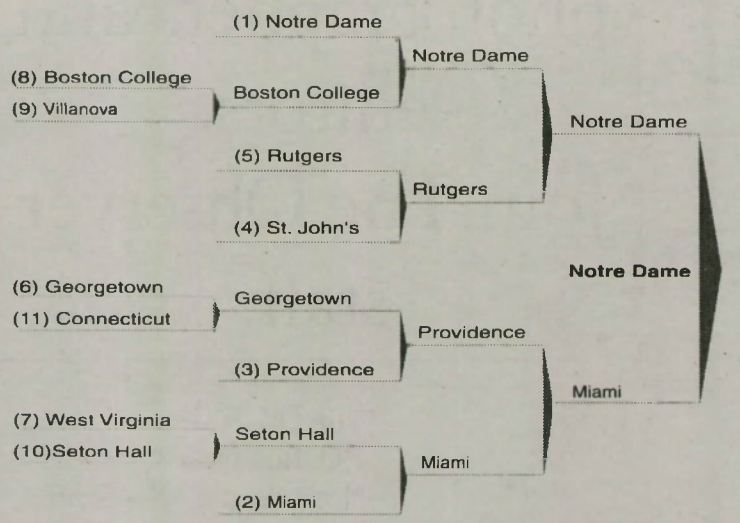 (1) Notre Dame
Notre Dame
(8) Boston College
(9) Villanova
Boston College
Notre Dame
(5) Rutgers
Rutgers
(4) St. John's
Notre Dame
(6) Georgetown
(11) Connecticut
Georgetown
Providence
(3) Providence
Miami
(7) West Virginia
(10)Seton Hall
Seton Hall
Miami
(2) Miami